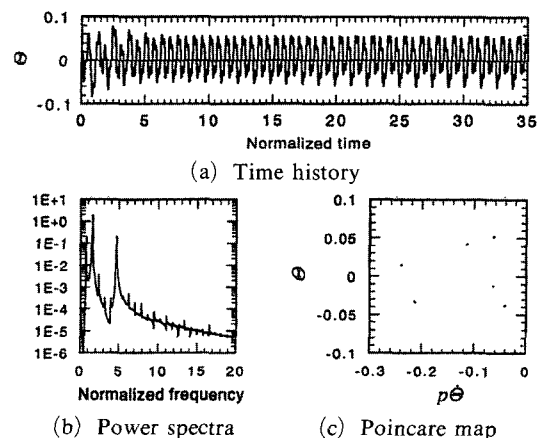 0.1
Θ
0
-0.1
0 5 10 15 20 25 30 35
Normalized time
(a) Time history
1E+1
1E+0
1E-1
1E-2
1E-3
1E-4
1E-5
1E-6
0 5 10 15 20
Normalized frequency
(b) Power spectra
0.1
0.05
Θ
0
-0.05
-0.1
-0.3 -0.2 -0.1 0
pΘ̇
(c) Poincare map